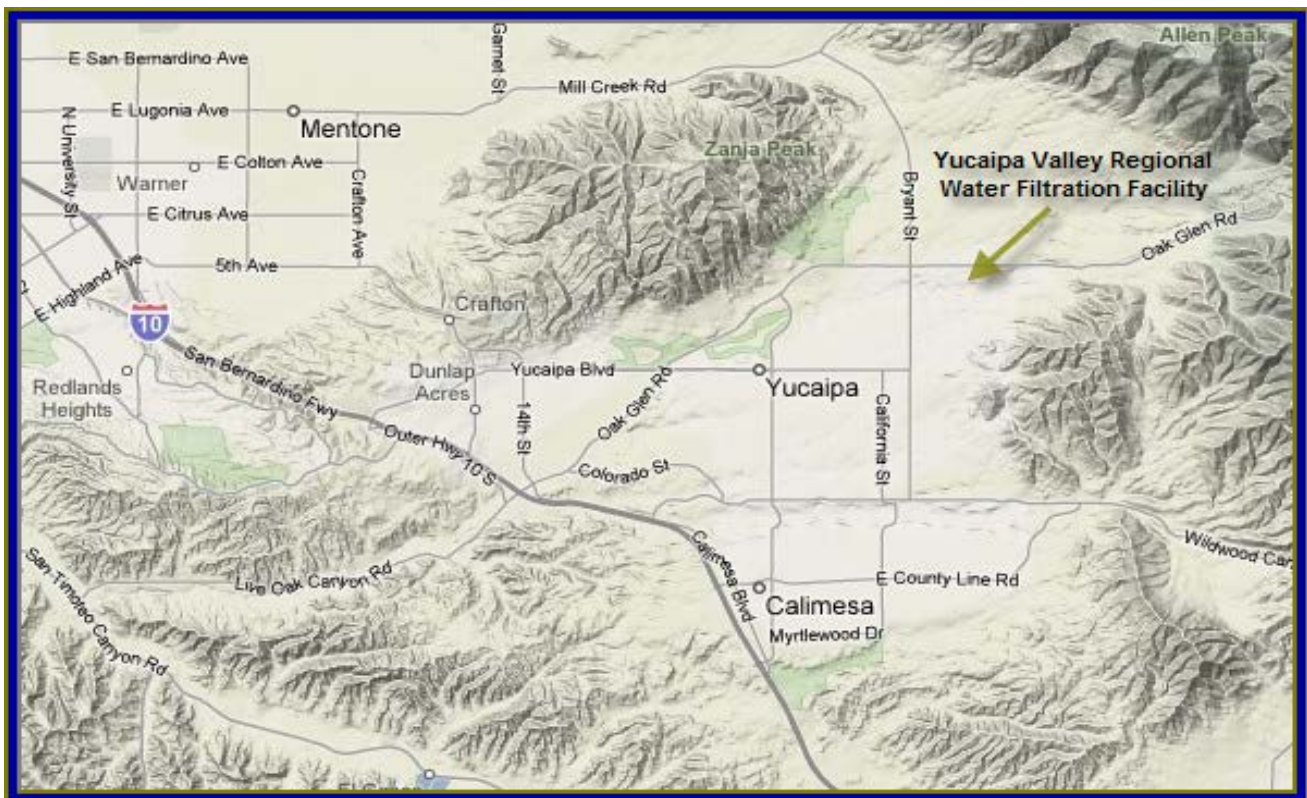 Allen Peak
E San Bernardino Ave
Garnet St
Mill Creek Rd
E Lugonia Ave
Mentone
N University St
E Colton Ave
Warner
Crafton Ave
Zanja Peak
Yucaipa Valley Regional
Water Filtration Facility
Bryant St
E Citrus Ave
Oak Glen Rd
5th Ave
E Highland Ave
Crafton
10
San Bernardino Fwy
Redlands
Heights
Dunlap
Acres
Yucaipa Blvd
Yucaipa
14th St
Oak Glen Rd
California St
Outer Hwy 10 S
Colorado St
Wildwood Can
San Timoteo Canyon Rd
Live Oak Canyon Rd
Calimesa Blvd
E County Line Rd
Calimesa
Myrtlewood Dr